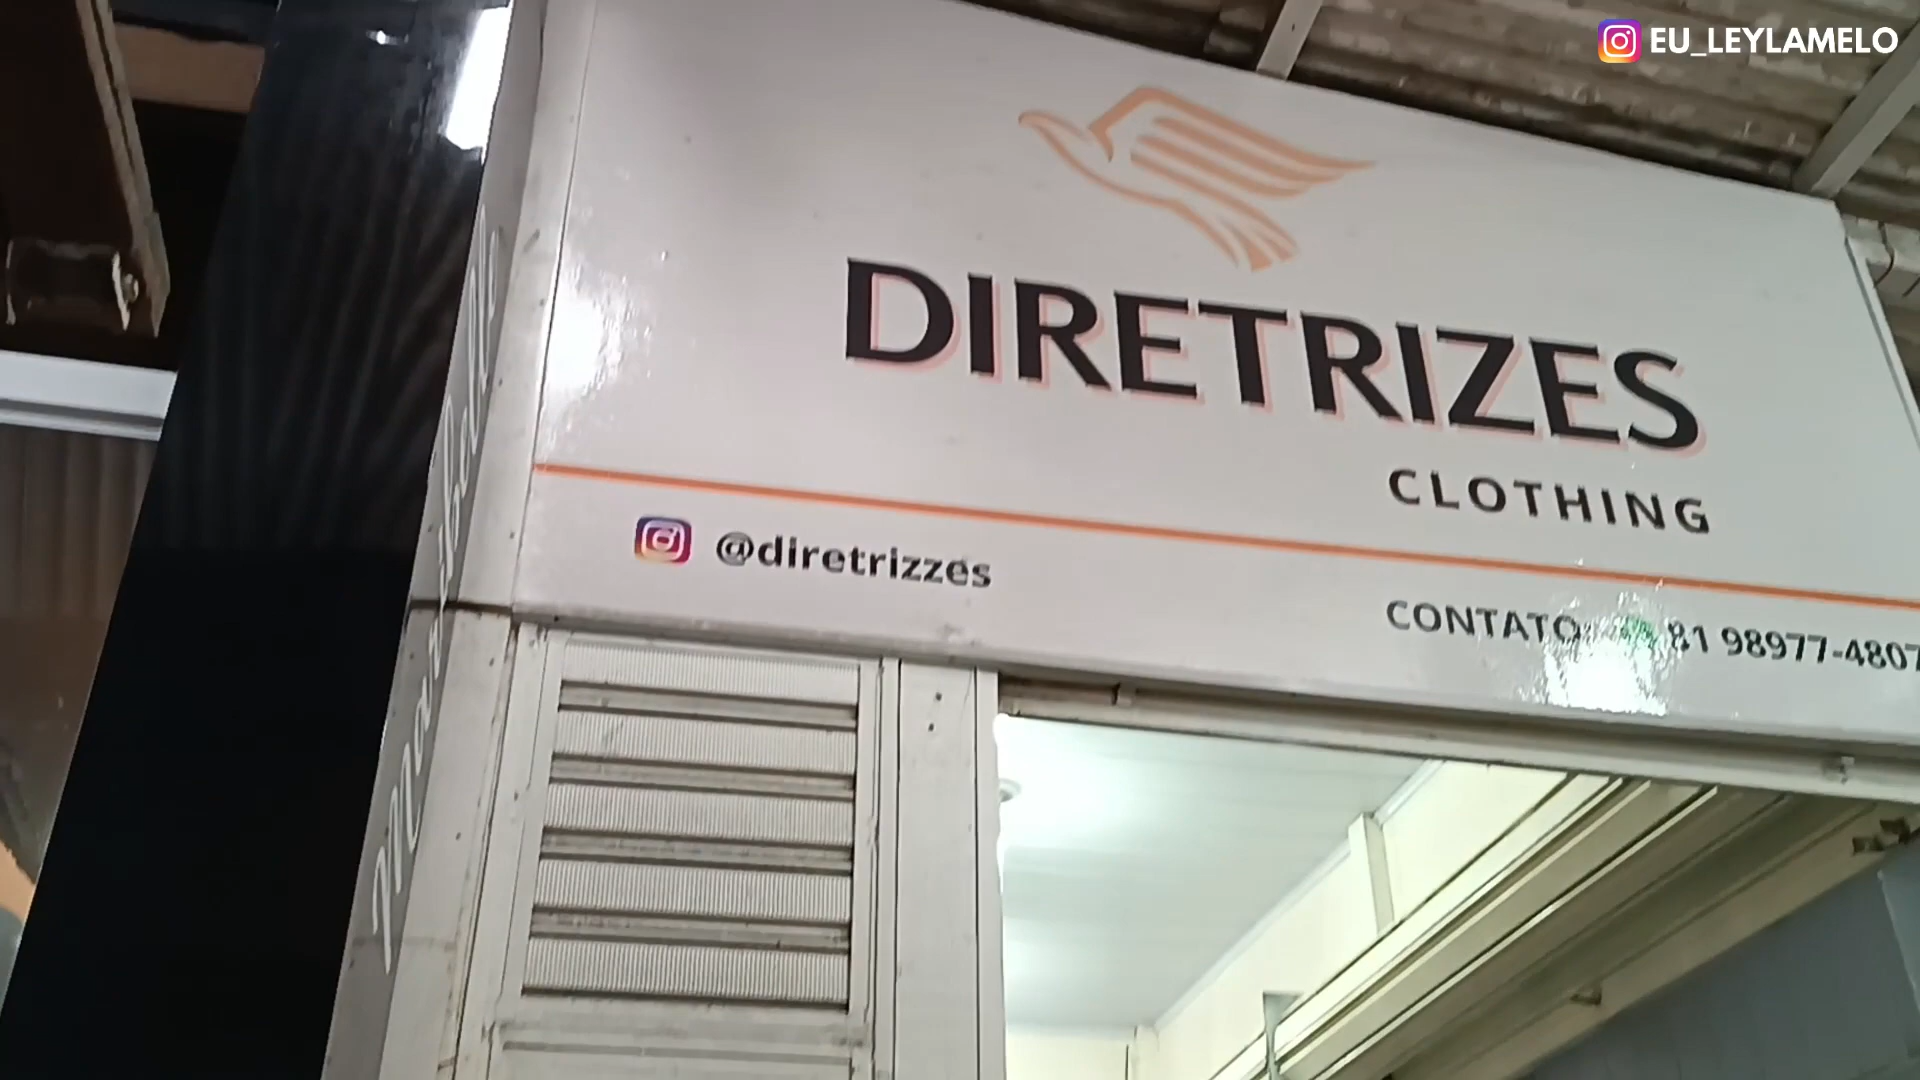 EU_LEYLAMELO
DIRETRIZES
CLOTHING
@diretrizzes
CONTATO: 81 98977-4807